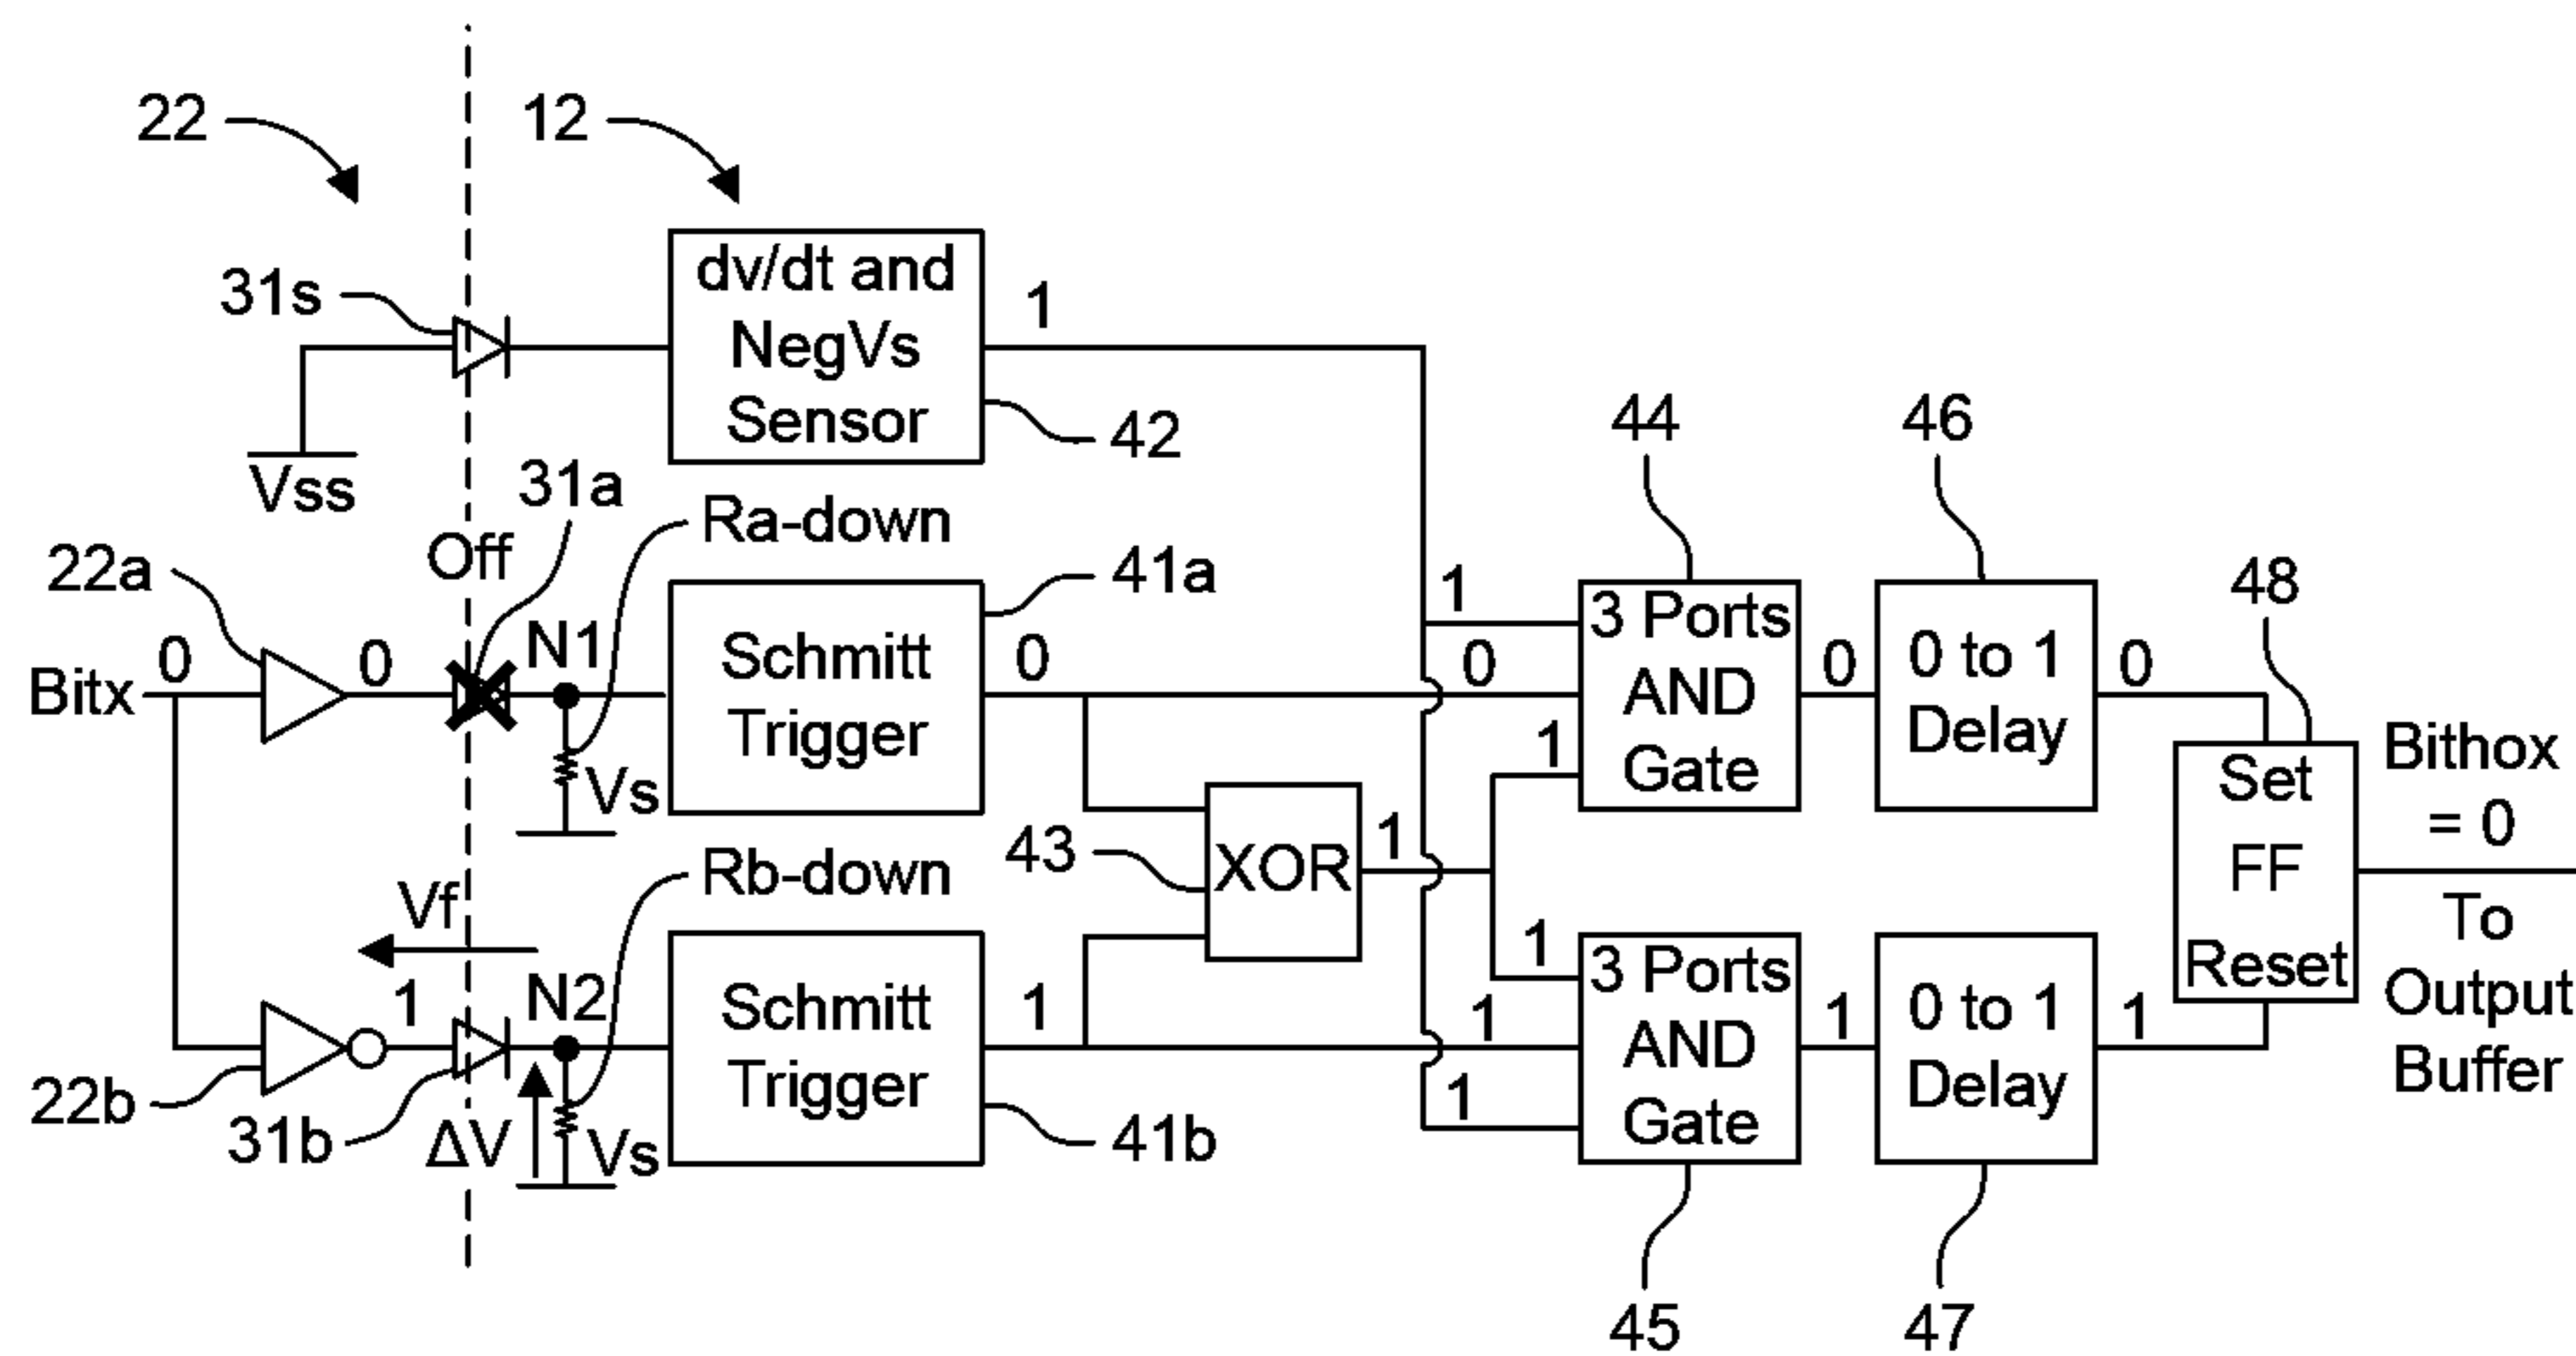 22
12
31s
dv/dt and
NegVs
Sensor
1
42
Vss
Off
31a
Ra-down
44
46
48
22a
41a
Bitx
0
0
N1
Schmitt
Trigger
0
Vs
1
0
1
3 Ports
AND
Gate
0
0 to 1
Delay
0
43
XOR
1
Set
FF
Reset
Bithox
= 0
To
Output
Buffer
Vf
Rb-down
1
N2
22b
31b
ΔV
Vs
Schmitt
Trigger
1
41b
1
1
1
3 Ports
AND
Gate
1
0 to 1
Delay
1
45
47